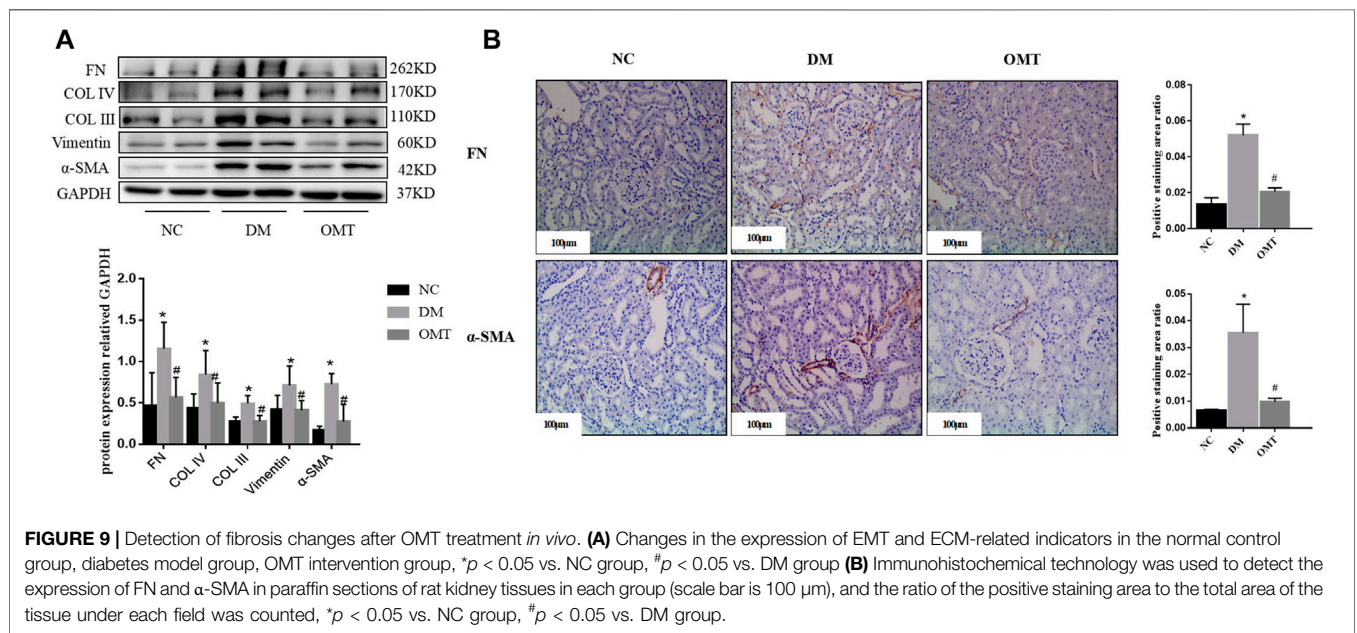 A
FN 262KD
COL IV 170KD
COL III 110KD
Vimentin 60KD
α-SMA 42KD
GAPDH 37KD
NC DM OMT
protein expression relatived GAPDH
2.0
1.5
1.0
0.5
0.0
* # * # * # * # * #
FN COL IV COL III Vimentin α-SMA
NC
DM
OMT
B
NC DM OMT
FN
100µm 100µm 100µm
α-SMA
100µm 100µm 100µm
Positive staining area ratio
0.08
0.06
0.04
0.02
0.00
*
#
NC DM OMT
Positive staining area ratio
0.05
0.04
0.03
0.02
0.01
0.00
*
#
NC DM OMT
FIGURE 9 | Detection of fibrosis changes after OMT treatment in vivo. (A) Changes in the expression of EMT and ECM-related indicators in the normal control
group, diabetes model group, OMT intervention group, *p < 0.05 vs. NC group, #p < 0.05 vs. DM group (B) Immunohistochemical technology was used to detect the
expression of FN and α-SMA in paraffin sections of rat kidney tissues in each group (scale bar is 100 µm), and the ratio of the positive staining area to the total area of the
tissue under each field was counted, *p < 0.05 vs. NC group, #p < 0.05 vs. DM group.